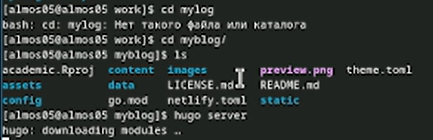 [almos05@almos05 work]$ cd mylog
bash: cd: mylog: Нет такого файла или каталога
[almos05@almos05 work]$ cd myblog/
[almos05@almos05 myblog]$ ls
academic.Rproj content images preview.png theme.toml
assets data LICENSE.md README.md
config go.mod netlify.toml static
[almos05@almos05 myblog]$ hugo server
hugo: downloading modules …